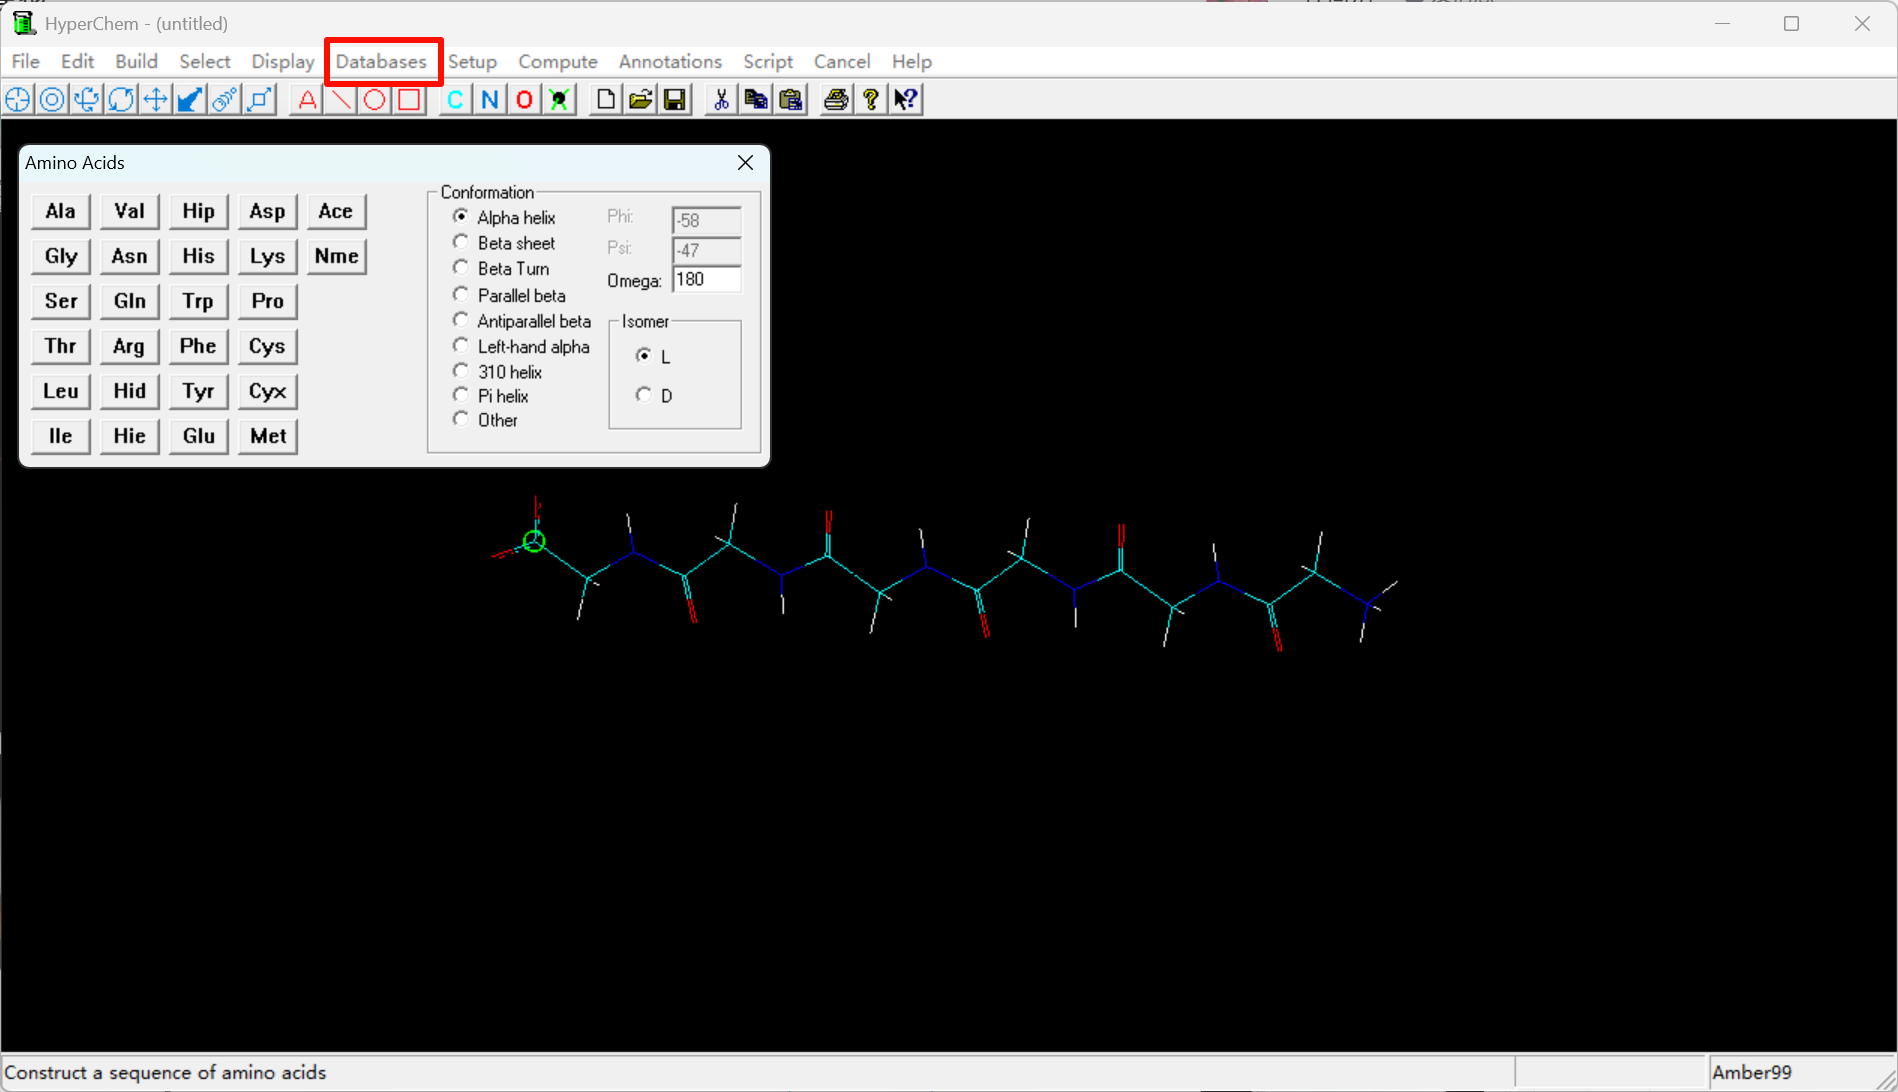 HyperChem - (untitled)
File Edit Build Select Display Databases Setup Compute Annotations Script Cancel Help
A C N O
Amino Acids
Ala Val Hip Asp Ace
Gly Asn His Lys Nme
Ser Gln Trp Pro
Thr Arg Phe Cys
Leu Hid Tyr Cyx
Ile Hie Glu Met
Conformation
Alpha helix
Beta sheet
Beta Turn
Parallel beta
Antiparallel beta
Left-hand alpha
310 helix
Pi helix
Other
Phi: -58
Psi: -47
Omega: 180
Isomer
L
D
Construct a sequence of amino acids
Amber99